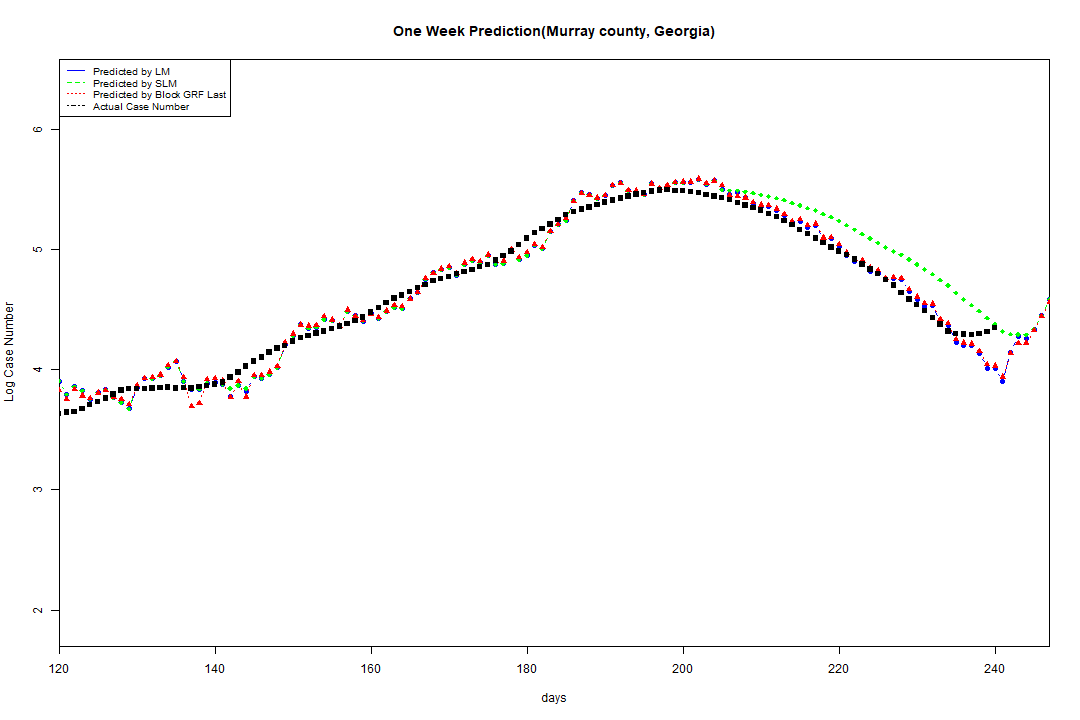 One Week Prediction(Murray county, Georgia)
Predicted by LM
Predicted by SLM
Predicted by Block GRF Last
Actual Case Number
Log Case Number
6
5
4
3
2
120 140 160 180 200 220 240
days